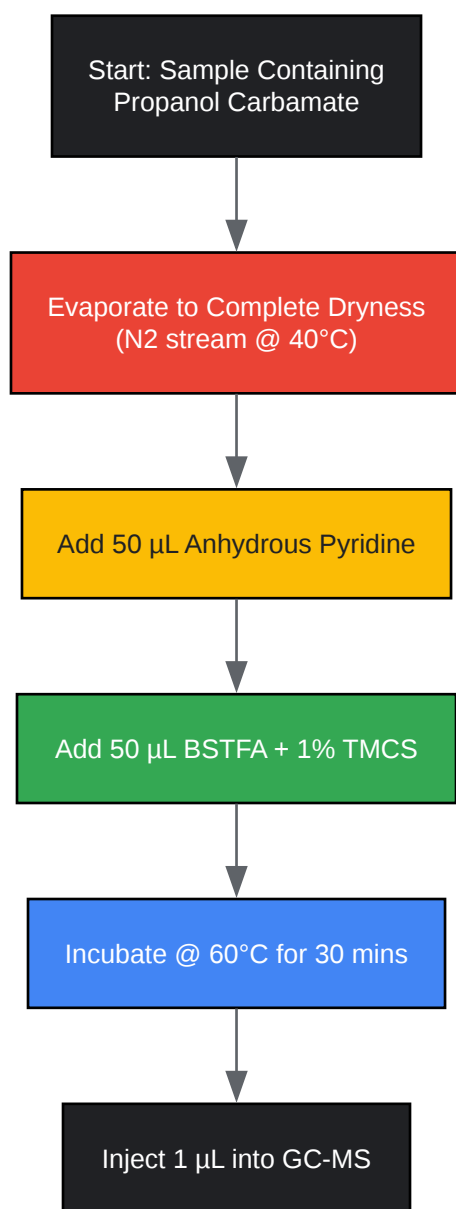 Start: Sample Containing
Propanol Carbamate
Evaporate to Complete Dryness
(N2 stream @ 40°C)
Add 50 µL Anhydrous Pyridine
Add 50 µL BSTFA + 1% TMCS
Incubate @ 60°C for 30 mins
Inject 1 µL into GC-MS